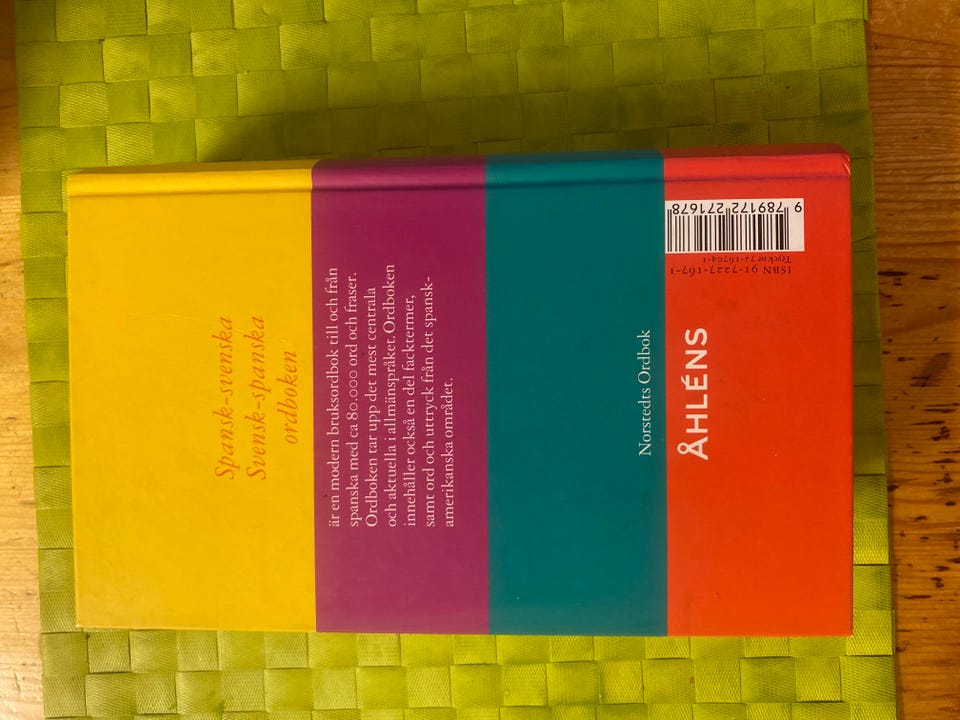 Spansk-svenska
Svensk-spanska
ordboken
är en modern bruksordbok till och från
spanska med ca 80.000 ord och fraser.
Ordboken tar upp det mest centrala
och aktuella i allmänspråket. Ordboken
innehåller också en del facktermer,
samt ord och uttryck från det spansk-
amerikanska området.
Norstedts Ordbok
ÅHLÉNS
ISBN 91-7227-167-1
Tryck nr 72-16704-1
9 789172 271678